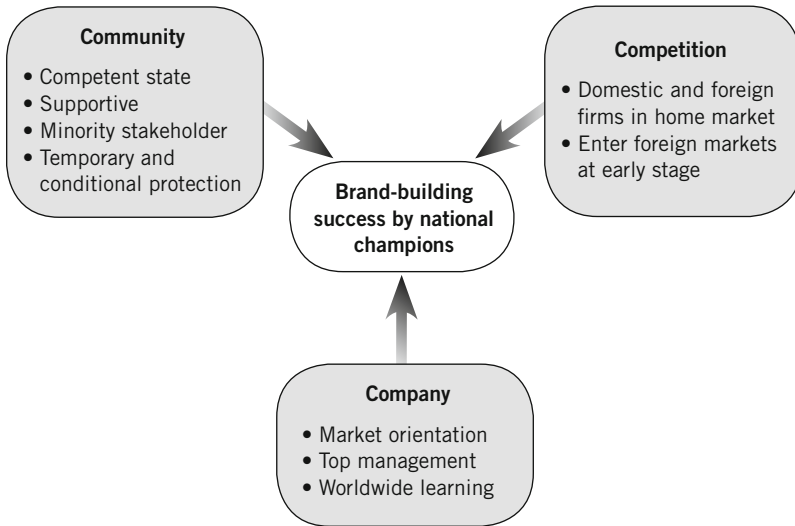 Community
• Competent state
• Supportive
• Minority stakeholder
• Temporary and
conditional protection
Competition
• Domestic and foreign
firms in home market
• Enter foreign markets
at early stage
Brand-building
success by national
champions
Company
• Market orientation
• Top management
• Worldwide learning